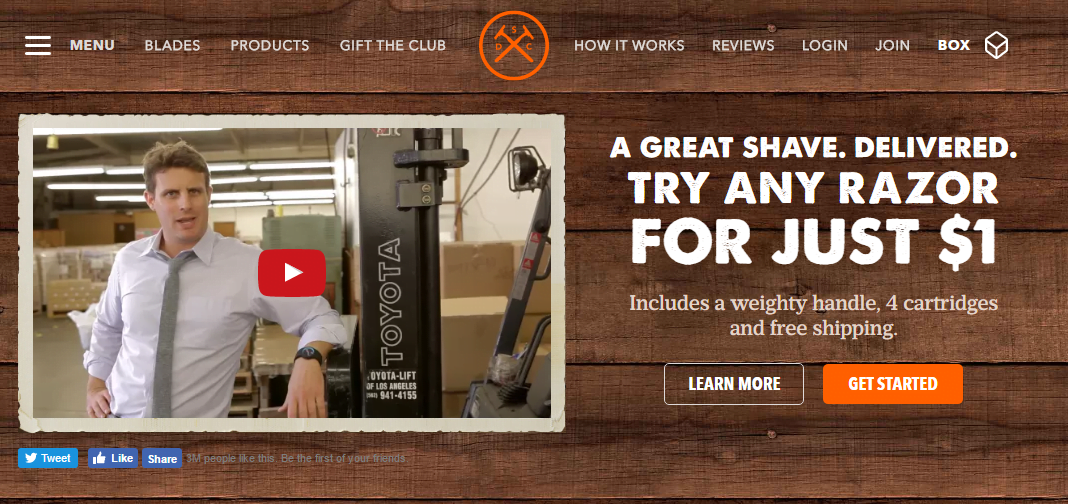 MENU
BLADES
PRODUCTS
GIFT THE CLUB
D S C
HOW IT WORKS
REVIEWS
LOGIN
JOIN
BOX
TOYOTA
TOYOTA-LIFT
OF LOS ANGELES
941-4155
A GREAT SHAVE. DELIVERED.
TRY ANY RAZOR
FOR JUST $1
Includes a weighty handle, 4 cartridges
and free shipping.
LEARN MORE
GET STARTED
Tweet
Like
Share
3M people like this. Be the first of your friends.